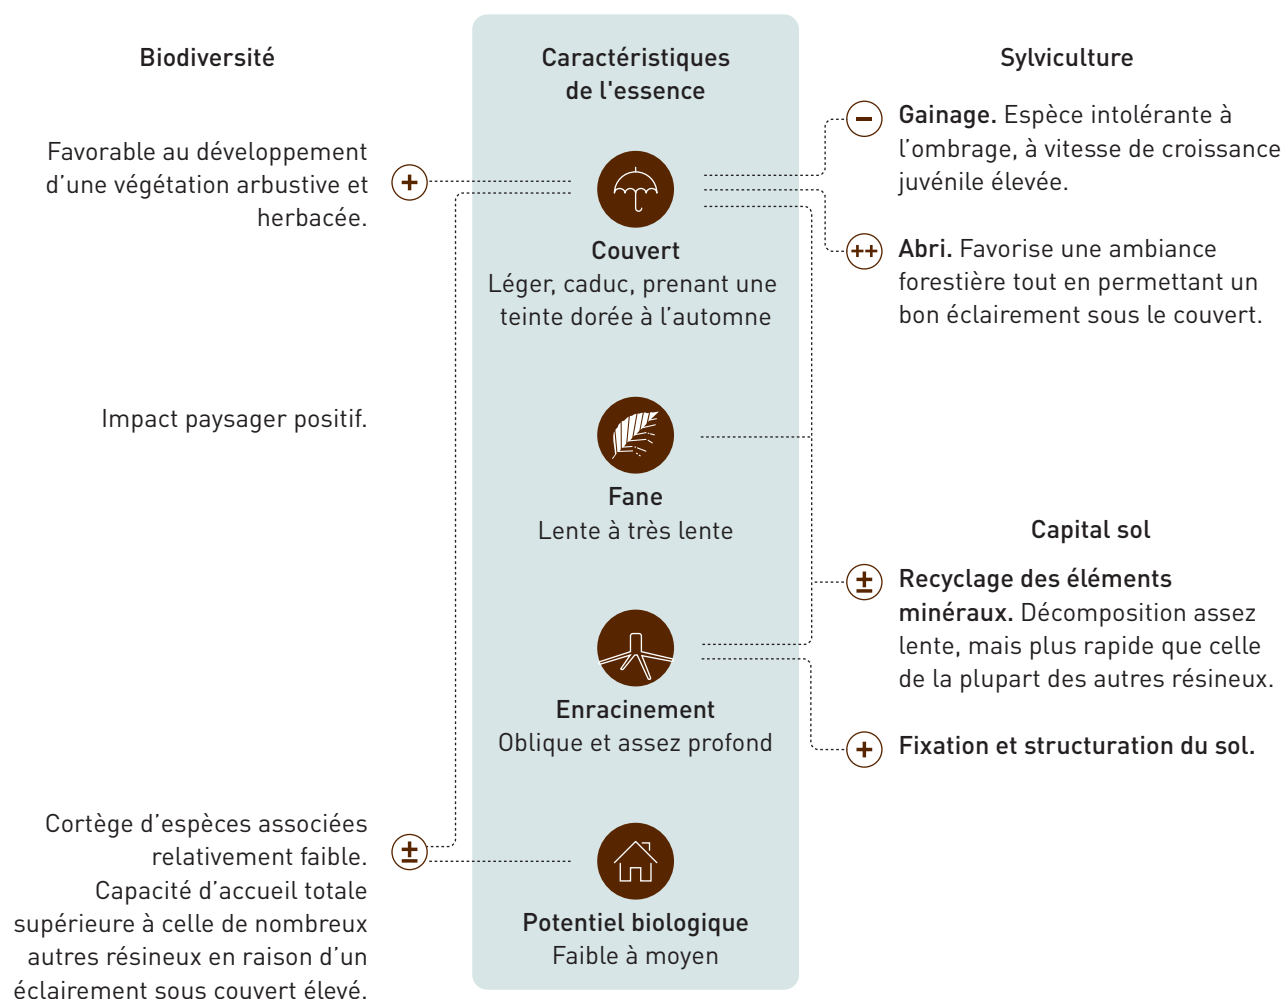 Biodiversité
Favorable au développement
d’une végétation arbustive et
herbacée.
Impact paysager positif.
Cortège d’espèces associées
relativement faible.
Capacité d’accueil totale
supérieure à celle de nombreux
autres résineux en raison d’un
éclairement sous couvert élevé.
+
±
Caractéristiques
de l'essence
Couvert
Léger, caduc, prenant une
teinte dorée à l’automne
Fane
Lente à très lente
Enracinement
Oblique et assez profond
Potentiel biologique
Faible à moyen
Sylviculture
−
Gainage. Espèce intolérante à
l’ombrage, à vitesse de croissance
juvénile élevée.
++
Abri. Favorise une ambiance
forestière tout en permettant un
bon éclairement sous le couvert.
Capital sol
±
Recyclage des éléments
minéraux. Décomposition assez
lente, mais plus rapide que celle
de la plupart des autres résineux.
+
Fixation et structuration du sol.